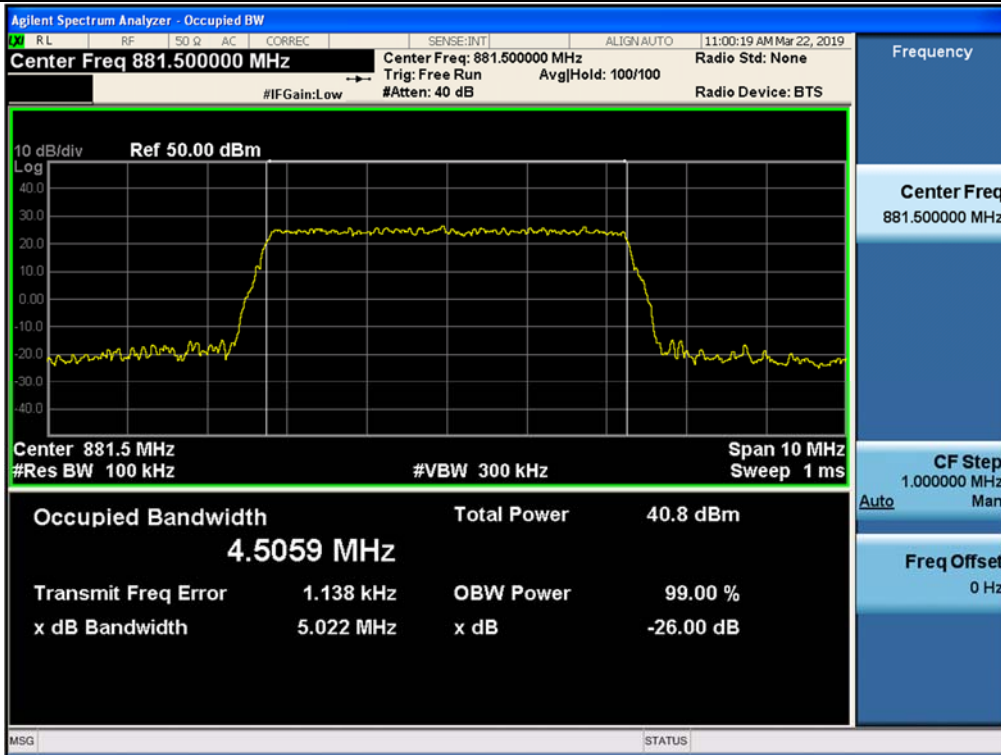 Agilent Spectrum Analyzer - Occupied BW
LXI RL RF 50 Ω AC CORREC SENSE:INT ALIGN AUTO 11:00:19 AM Mar 22, 2019
Center Freq 881.500000 MHz
Center Freq: 881.500000 MHz Radio Std: None
Trig: Free Run Avg|Hold: 100/100
#IFGain:Low #Atten: 40 dB Radio Device: BTS
10 dB/div Ref 50.00 dBm
Log
40.0
30.0
20.0
10.0
0.00
-10.0
-20.0
-30.0
-40.0
Center 881.5 MHz Span 10 MHz
#Res BW 100 kHz #VBW 300 kHz Sweep 1 ms
Occupied Bandwidth Total Power 40.8 dBm
4.5059 MHz
Transmit Freq Error 1.138 kHz OBW Power 99.00 %
x dB Bandwidth 5.022 MHz x dB -26.00 dB
MSG STATUS
Frequency
Center Freq
881.500000 MHz
CF Step
1.000000 MHz
Auto Man
Freq Offset
0 Hz